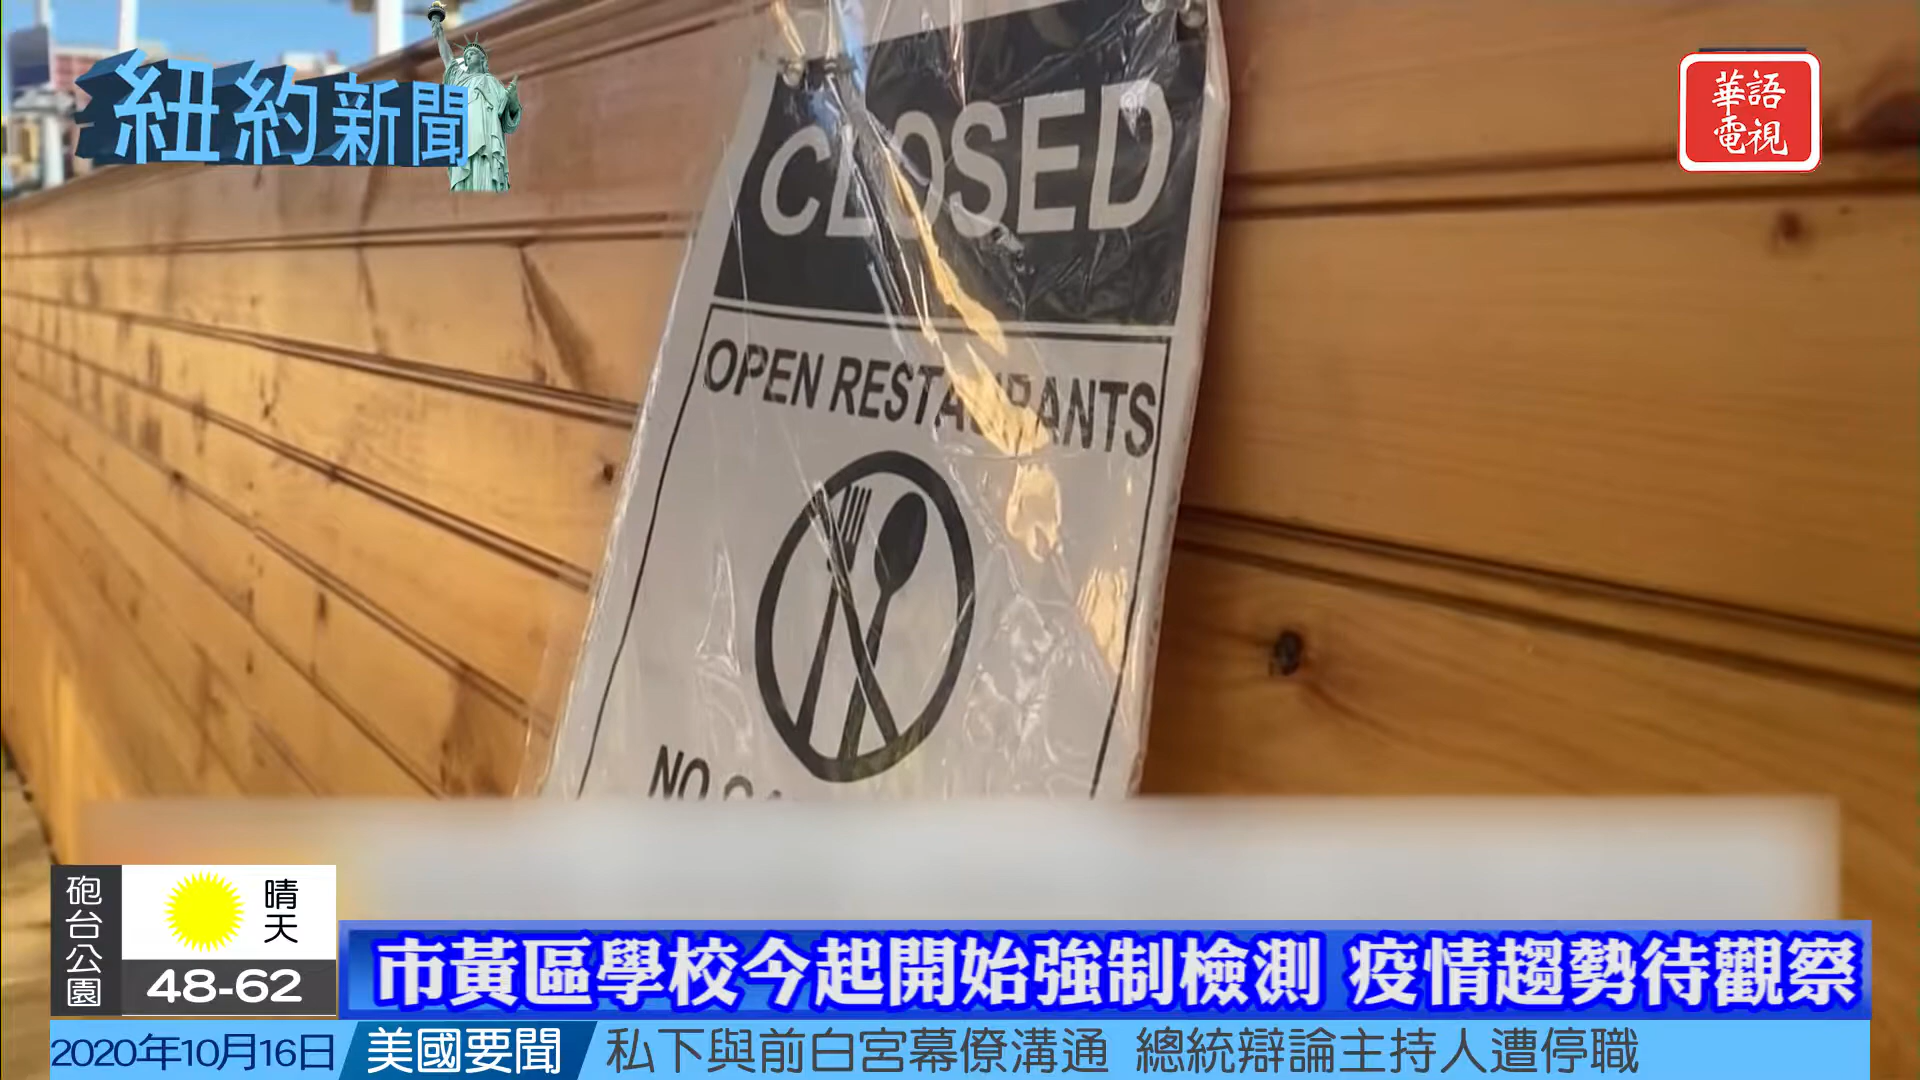 紐約新聞
華語
電視
CLOSED
OPEN RESTAURANTS
NO
砲台公園
晴天
48-62
市黃區學校今起開始強制檢測 疫情趨勢待觀察
2020年10月16日
美國要聞
私下與前白宮幕僚溝通 總統辯論主持人遭停職